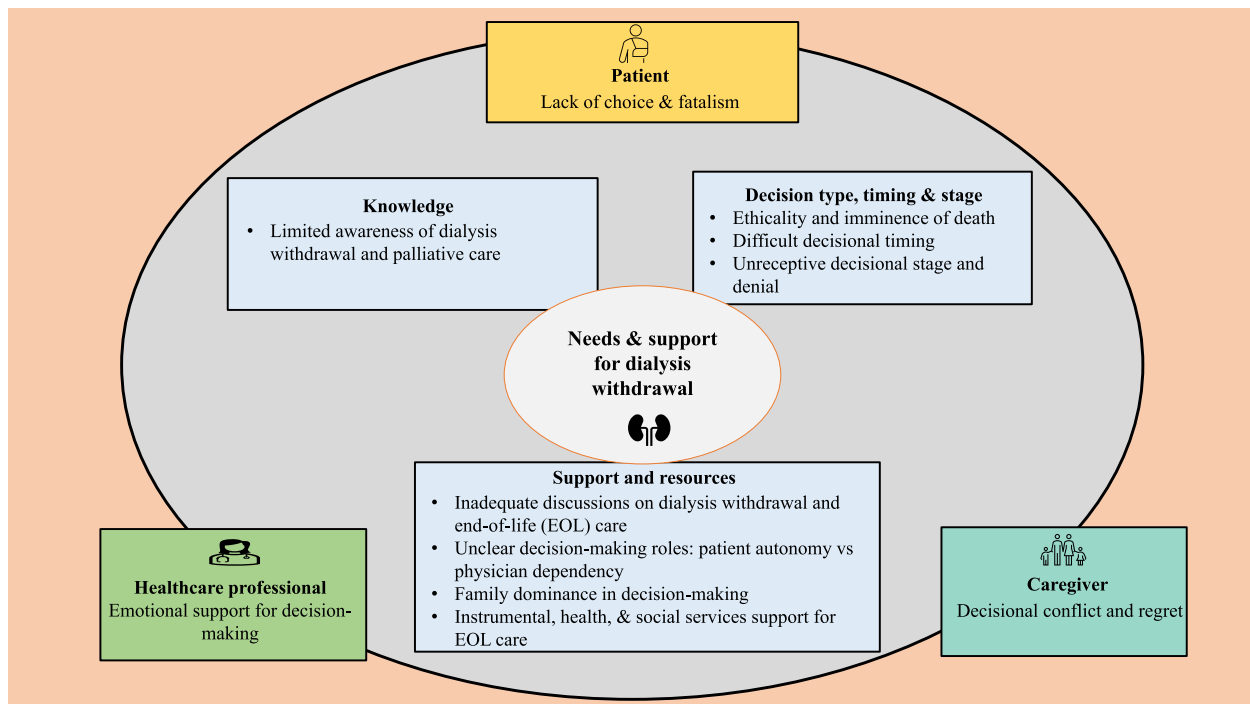 Patient
Lack of choice & fatalism
Knowledge
• Limited awareness of dialysis
withdrawal and palliative care
Decision type, timing & stage
• Ethicality and imminence of death
• Difficult decisional timing
• Unreceptive decisional stage and
denial
Needs & support
for dialysis
withdrawal
Support and resources
• Inadequate discussions on dialysis withdrawal and
end-of-life (EOL) care
• Unclear decision-making roles: patient autonomy vs
physician dependency
• Family dominance in decision-making
• Instrumental, health, & social services support for
EOL care
Healthcare professional
Emotional support for decision-
making
Caregiver
Decisional conflict and regret